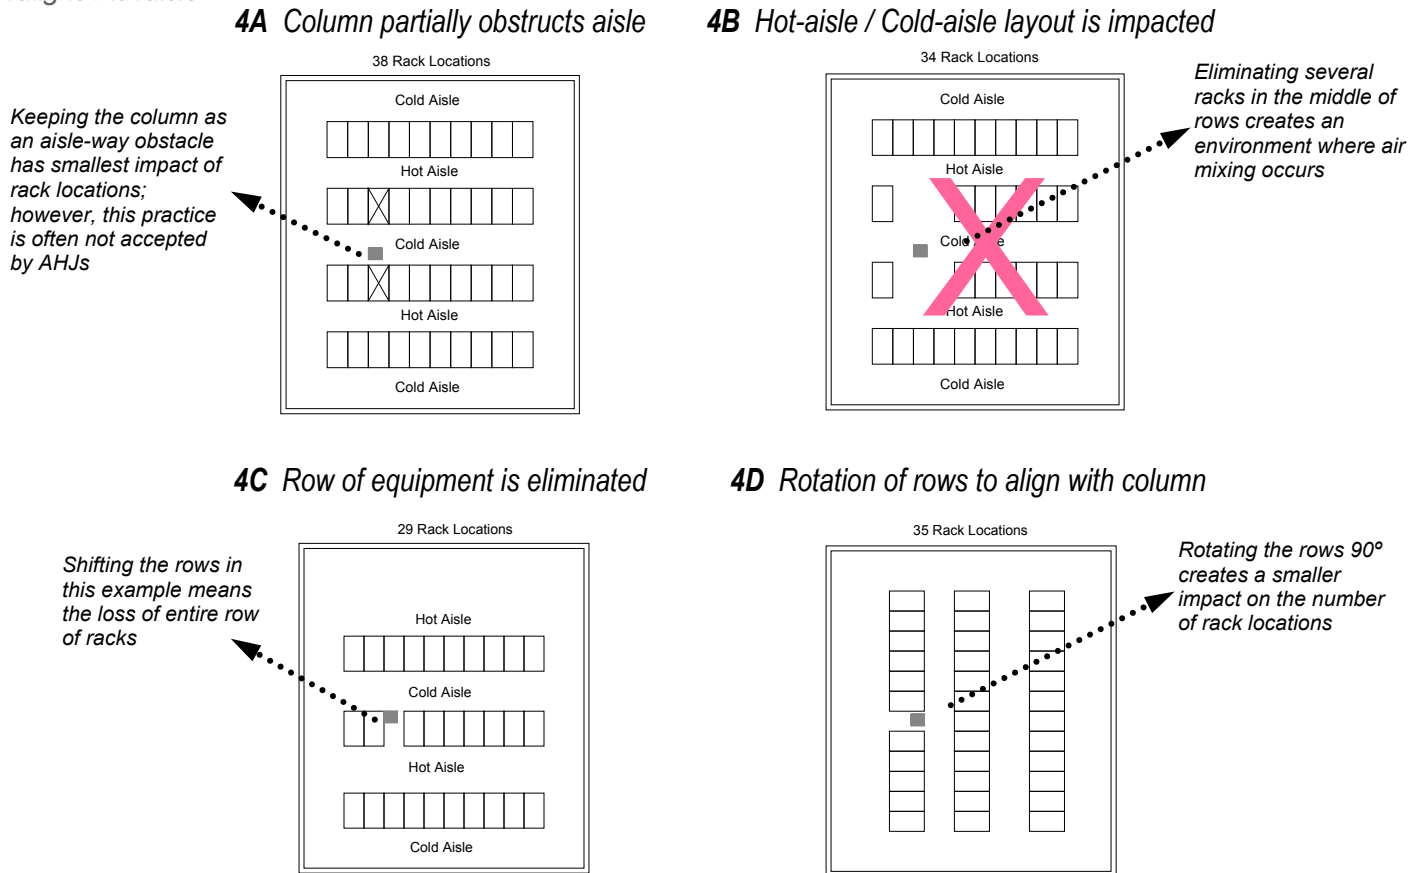 4A Column partially obstructs aisle
38 Rack Locations
Keeping the column as
an aisle-way obstacle
has smallest impact of
rack locations;
however, this practice
is often not accepted
by AHJs
Cold Aisle
Hot Aisle
Cold Aisle
Hot Aisle
Cold Aisle
4B Hot-aisle / Cold-aisle layout is impacted
34 Rack Locations
Eliminating several
racks in the middle of
rows creates an
environment where air
mixing occurs
Cold Aisle
Hot Aisle
Cold Aisle
Hot Aisle
Cold Aisle
4C Row of equipment is eliminated
29 Rack Locations
Shifting the rows in
this example means
the loss of entire row
of racks
Hot Aisle
Cold Aisle
Hot Aisle
Cold Aisle
4D Rotation of rows to align with column
35 Rack Locations
Rotating the rows 90º
creates a smaller
impact on the number
of rack locations